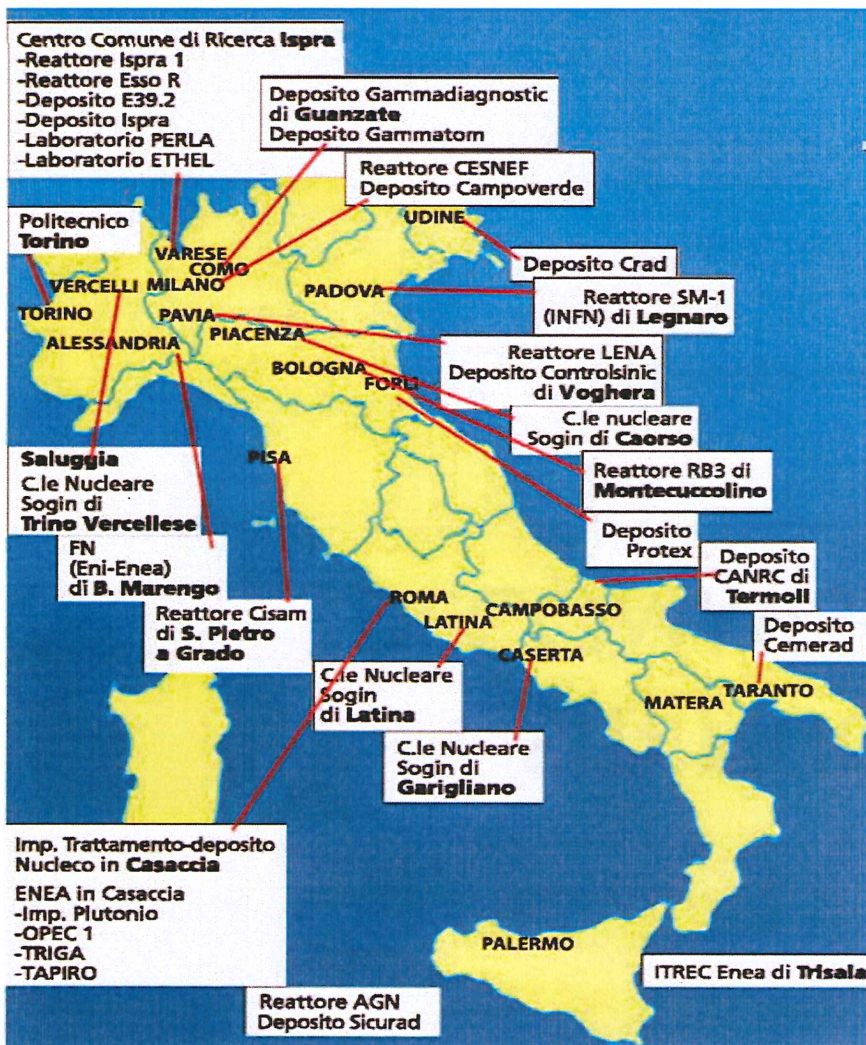 Centro Comune di Ricerca Ispra
-Reattore Ispra 1
-Reattore Esso R
-Deposito E39.2
-Deposito Ispra
-Laboratorio PERLA
-Laboratorio ETHEL
Deposito Gammadiagnostic
di Guanzate
Deposito Gammatom
Reattore CESNEF
Deposito Campoverde
UDINE
Politecnico
Torino
VARESE
COMO
Deposito Crad
VERCELLI
MILANO
PADOVA
Reattore SM-1
(INFN) di Legnaro
TORINO
PAVIA
ALESSANDRIA
PIACENZA
Reattore LENA
Deposito Controlsinic
di Voghera
BOLOGNA
FORLÌ
C.le nucleare
Sogin di Caorso
Saluggia
C.le Nucleare
Sogin di
Trino Vercellese
PISA
Reattore RB3 di
Montecuccolino
Deposito
Protex
FN
(Eni-Enea)
di B. Marengo
Deposito
CANRC di
Termoli
Reattore Cisam
di S. Pietro
a Grado
ROMA
LATINA
CAMPOBASSO
Deposito
Cemerad
CASERTA
C.le Nucleare
Sogin
di Latina
MATERA
TARANTO
C.le Nucleare
Sogin di
Garigliano
Imp. Trattamento-deposito
Nucleco in Casaccia
ENEA in Casaccia
-Imp. Plutonio
-OPEC 1
-TRIGA
-TAPIRO
PALERMO
ITREC Enea di Trisaia
Reattore AGN
Deposito Sicurad